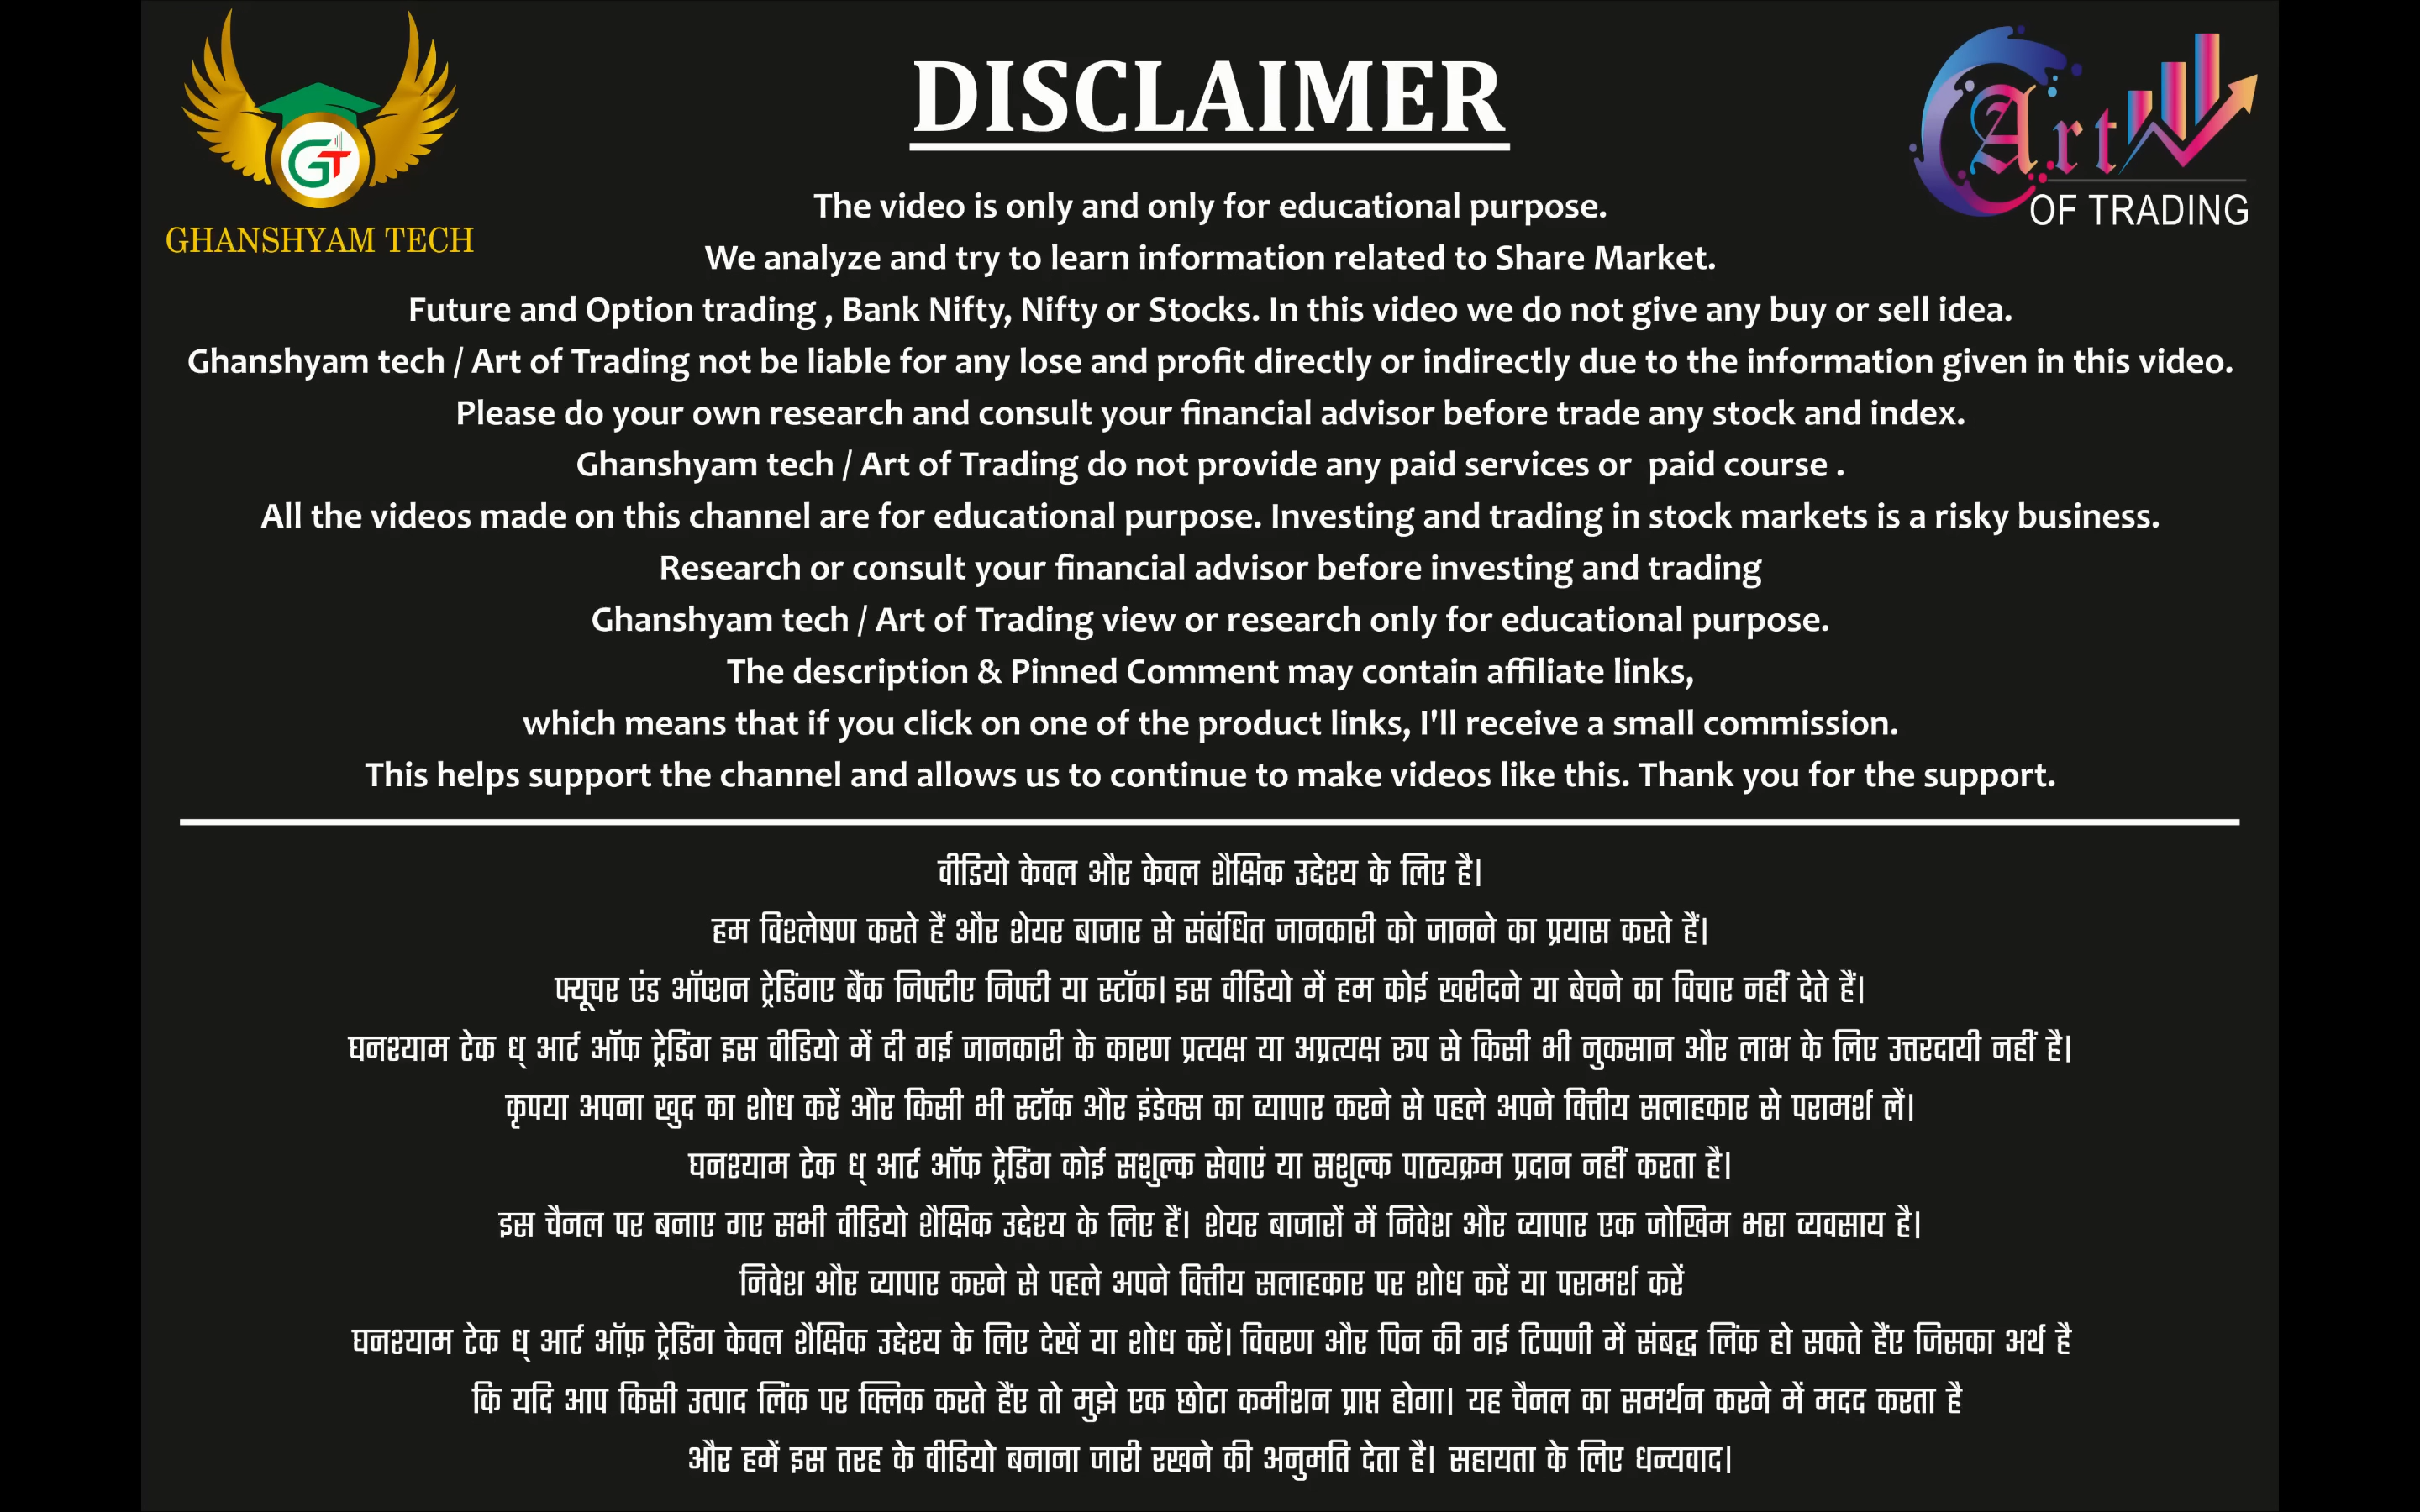 GT
GHANSHYAM TECH
DISCLAIMER
Art
OF TRADING
The video is only and only for educational purpose.
We analyze and try to learn information related to Share Market.
Future and Option trading , Bank Nifty, Nifty or Stocks. In this video we do not give any buy or sell idea.
Ghanshyam tech / Art of Trading not be liable for any lose and profit directly or indirectly due to the information given in this video.
Please do your own research and consult your financial advisor before trade any stock and index.
Ghanshyam tech / Art of Trading do not provide any paid services or  paid course .
All the videos made on this channel are for educational purpose. Investing and trading in stock markets is a risky business.
Research or consult your financial advisor before investing and trading
Ghanshyam tech / Art of Trading view or research only for educational purpose.
The description & Pinned Comment may contain affiliate links,
which means that if you click on one of the product links, I'll receive a small commission.
This helps support the channel and allows us to continue to make videos like this. Thank you for the support.
वीडियो केवल और केवल शैक्षिक उद्देश्य के लिए है।
हम विश्लेषण करते हैं और शेयर बाजार से संबंधित जानकारी को जानने का प्रयास करते हैं।
फ्यूचर एंड ऑप्शन ट्रेडिंगए बैंक निफ्टीए निफ्टी या स्टॉक। इस वीडियो में हम कोई खरीदने या बेचने का विचार नहीं देते हैं।
घनश्याम टेक ध् आर्ट ऑफ ट्रेडिंग इस वीडियो में दी गई जानकारी के कारण प्रत्यक्ष या अप्रत्यक्ष रूप से किसी भी नुकसान और लाभ के लिए उत्तरदायी नहीं है।
कृपया अपना खुद का शोध करें और किसी भी स्टॉक और इंडेक्स का व्यापार करने से पहले अपने वित्तीय सलाहकार से परामर्श लें।
घनश्याम टेक ध् आर्ट ऑफ ट्रेडिंग कोई सशुल्क सेवाएं या सशुल्क पाठ्यक्रम प्रदान नहीं करता है।
इस चैनल पर बनाए गए सभी वीडियो शैक्षिक उद्देश्य के लिए हैं। शेयर बाजारों में निवेश और व्यापार एक जोखिम भरा व्यवसाय है।
निवेश और व्यापार करने से पहले अपने वित्तीय सलाहकार पर शोध करें या परामर्श करें
घनश्याम टेक ध् आर्ट ऑफ़ ट्रेडिंग केवल शैक्षिक उद्देश्य के लिए देखें या शोध करें। विवरण और पिन की गई टिप्पणी में संबद्ध लिंक हो सकते हैंए जिसका अर्थ है
कि यदि आप किसी उत्पाद लिंक पर क्लिक करते हैंए तो मुझे एक छोटा कमीशन प्राप्त होगा। यह चैनल का समर्थन करने में मदद करता है
और हमें इस तरह के वीडियो बनाना जारी रखने की अनुमति देता है। सहायता के लिए धन्यवाद।